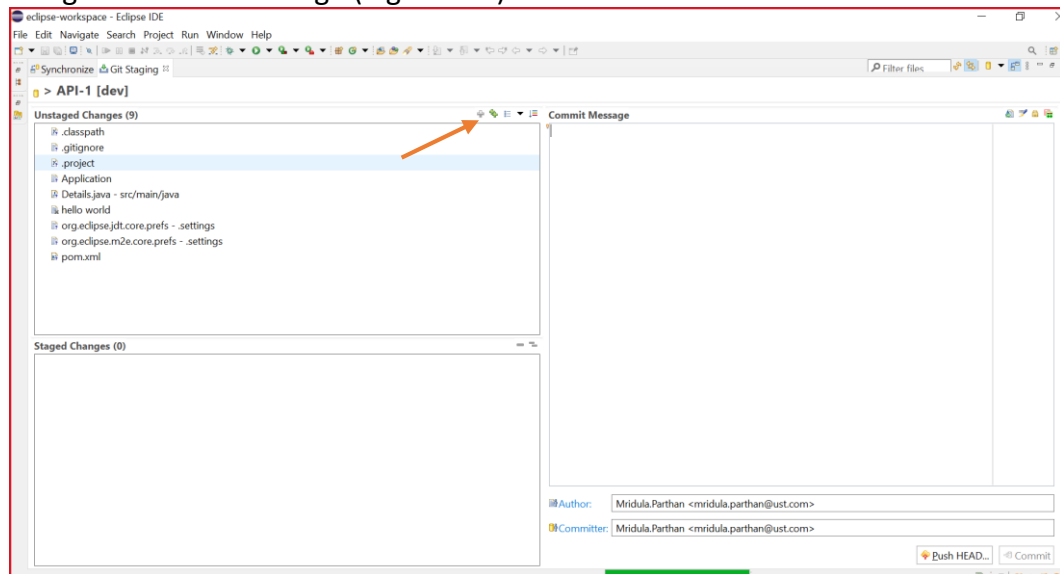 eclipse-workspace - Eclipse IDE
File Edit Navigate Search Project Run Window Help
Synchronize Git Staging
Filter files
> API-1 [dev]
Unstaged Changes (9)
Commit Message
.classpath
.gitignore
.project
Application
Details.java - src/main/java
hello world
org.eclipse.jdt.core.prefs - .settings
org.eclipse.m2e.core.prefs - .settings
pom.xml
Staged Changes (0)
Author: Mridula.Parthan <mridula.parthan@ust.com>
Committer: Mridula.Parthan <mridula.parthan@ust.com>
Push HEAD... Commit